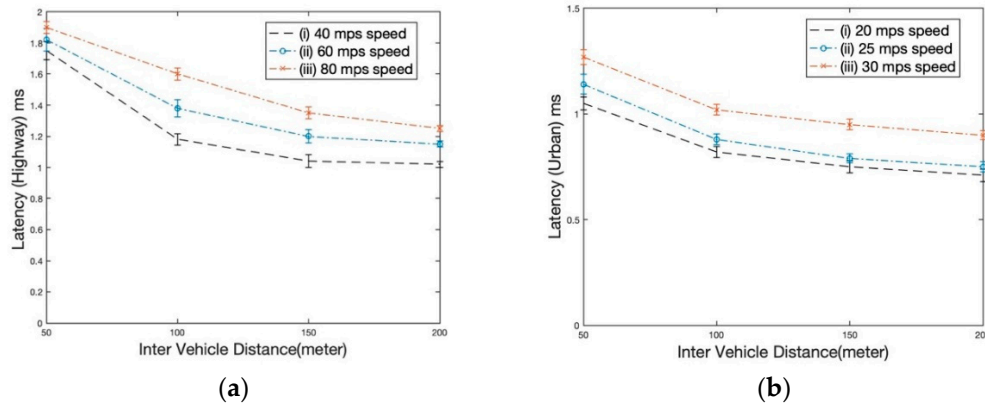 2
1.8
1.6
1.4
1.2
1
0.8
0.6
0.4
0.2
0
50
100
150
200
Latency (Highway) ms
Inter Vehicle Distance(meter)
(i) 40 mps speed
(ii) 60 mps speed
(iii) 80 mps speed
(a)
1.5
1
0.5
0
50
100
150
200
Latency (Urban) ms
Inter Vehicle Distance(meter)
(i) 20 mps speed
(ii) 25 mps speed
(iii) 30 mps speed
(b)